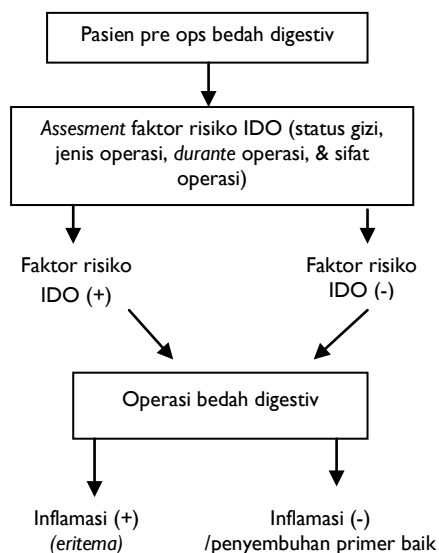 Pasien pre ops bedah digestiv
Assesment faktor risiko IDO (status gizi,
jenis operasi, durante operasi, & sifat
operasi)
Faktor risiko
IDO (+)
Faktor risiko
IDO (-)
Operasi bedah digestiv
Inflamasi (+)
(eritema)
Inflamasi (-)
/penyembuhan primer baik